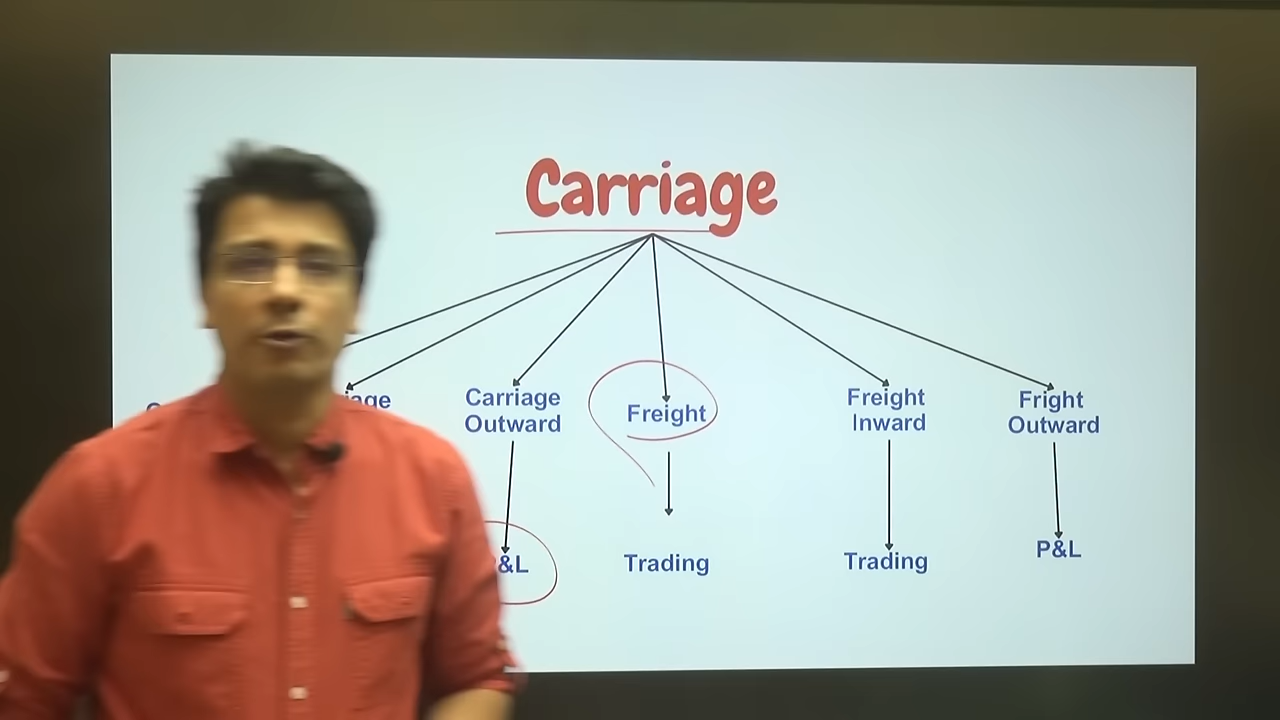 Carriage
Carriage
Outward
Freight
Freight
Inward
Fright
Outward
Trading
Trading
P&L